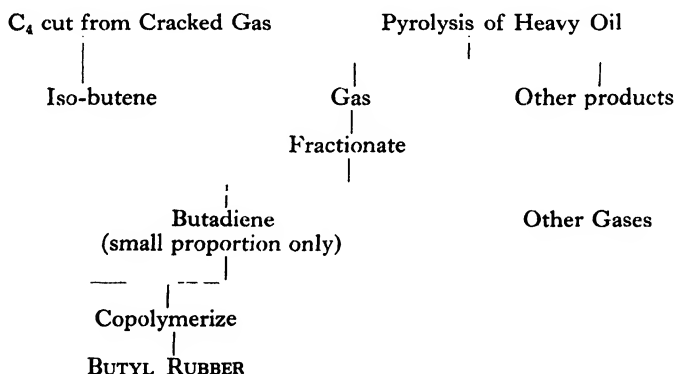 C₄ cut from Cracked Gas Pyrolysis of Heavy Oil
Iso-butene Gas Other products
Fractionate
Butadiene Other Gases
(small proportion only)
Copolymerize
BUTYL RUBBER